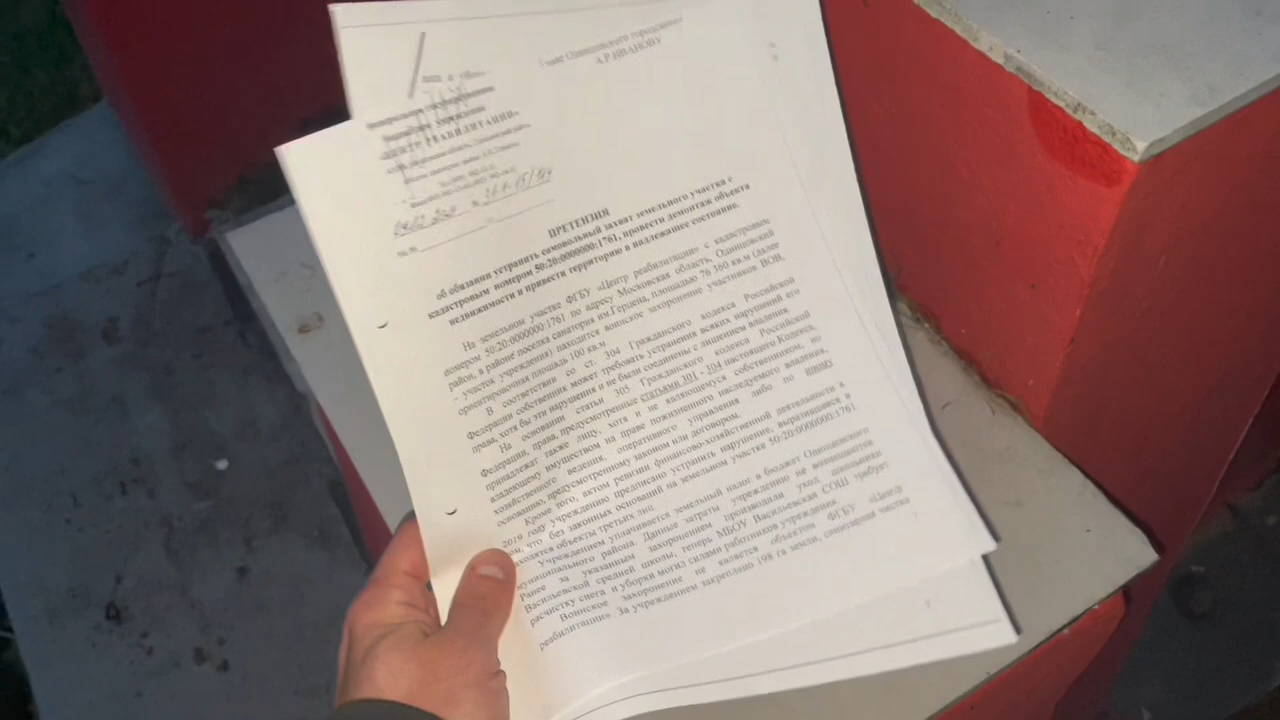 Главе Одинцовского городского
А.Р.ИВАНОВУ
учреждение
«ЦЕНТР РЕАБИЛИТАЦИИ»
ПРЕТЕНЗИЯ
об обязании устранить самовольный захват земельного участка с
кадастровым номером 50:20:0000000:1761, провести демонтаж объекта
недвижимости и привести территорию в надлежащее состояние.
На земельном участке ФГБУ «Центр реабилитации» с кадастровым
номером 50:20:0000000:1761 по адресу Московская область, Одинцовский
район, в районе поселка санатория им.Герцена, площадью 76 360 кв.м (далее
- участок учреждения) находится воинское захоронение участников ВОВ,
ориентировочная площадь 100 кв.м.
В соответствии со ст. 304 Гражданского кодекса Российской
Федерации собственник может требовать устранения всяких нарушений его
права, хотя бы эти нарушения и не были соединены с лишением владения
На основании статьи 305 Гражданского кодекса Российской
Федерации, права, предусмотренные статьями 301 - 304 настоящего Кодекса,
принадлежат также лицу, хотя и не являющемуся собственником, но
владеющему имуществом на праве пожизненного наследуемого владения,
хозяйственного ведения, оперативного управления либо по иному
основанию, предусмотренному законом или договором.
Кроме того, актом ревизии финансово-хозяйственной деятельности в
2019 году учреждению предписано устранить нарушение, выразившееся в
том, что без законных оснований на земельном участке 50:20:0000000:1761
находятся объекты третьих лиц.
Учреждением уплачивается земельный налог в бюджет Одинцовского
муниципального района. Данные затраты учреждению не возмещаются
Ранее за указанным захоронением производили уход школьники
Васильевской средней школы, теперь МБОУ Васильевская СОШ требует
расчистку снега и уборки могил силами работников учреждения.
Воинское захоронение не является объектом ФГБУ «Центр
реабилитации». За учреждением закреплено 198 га земли, санитарная чистка